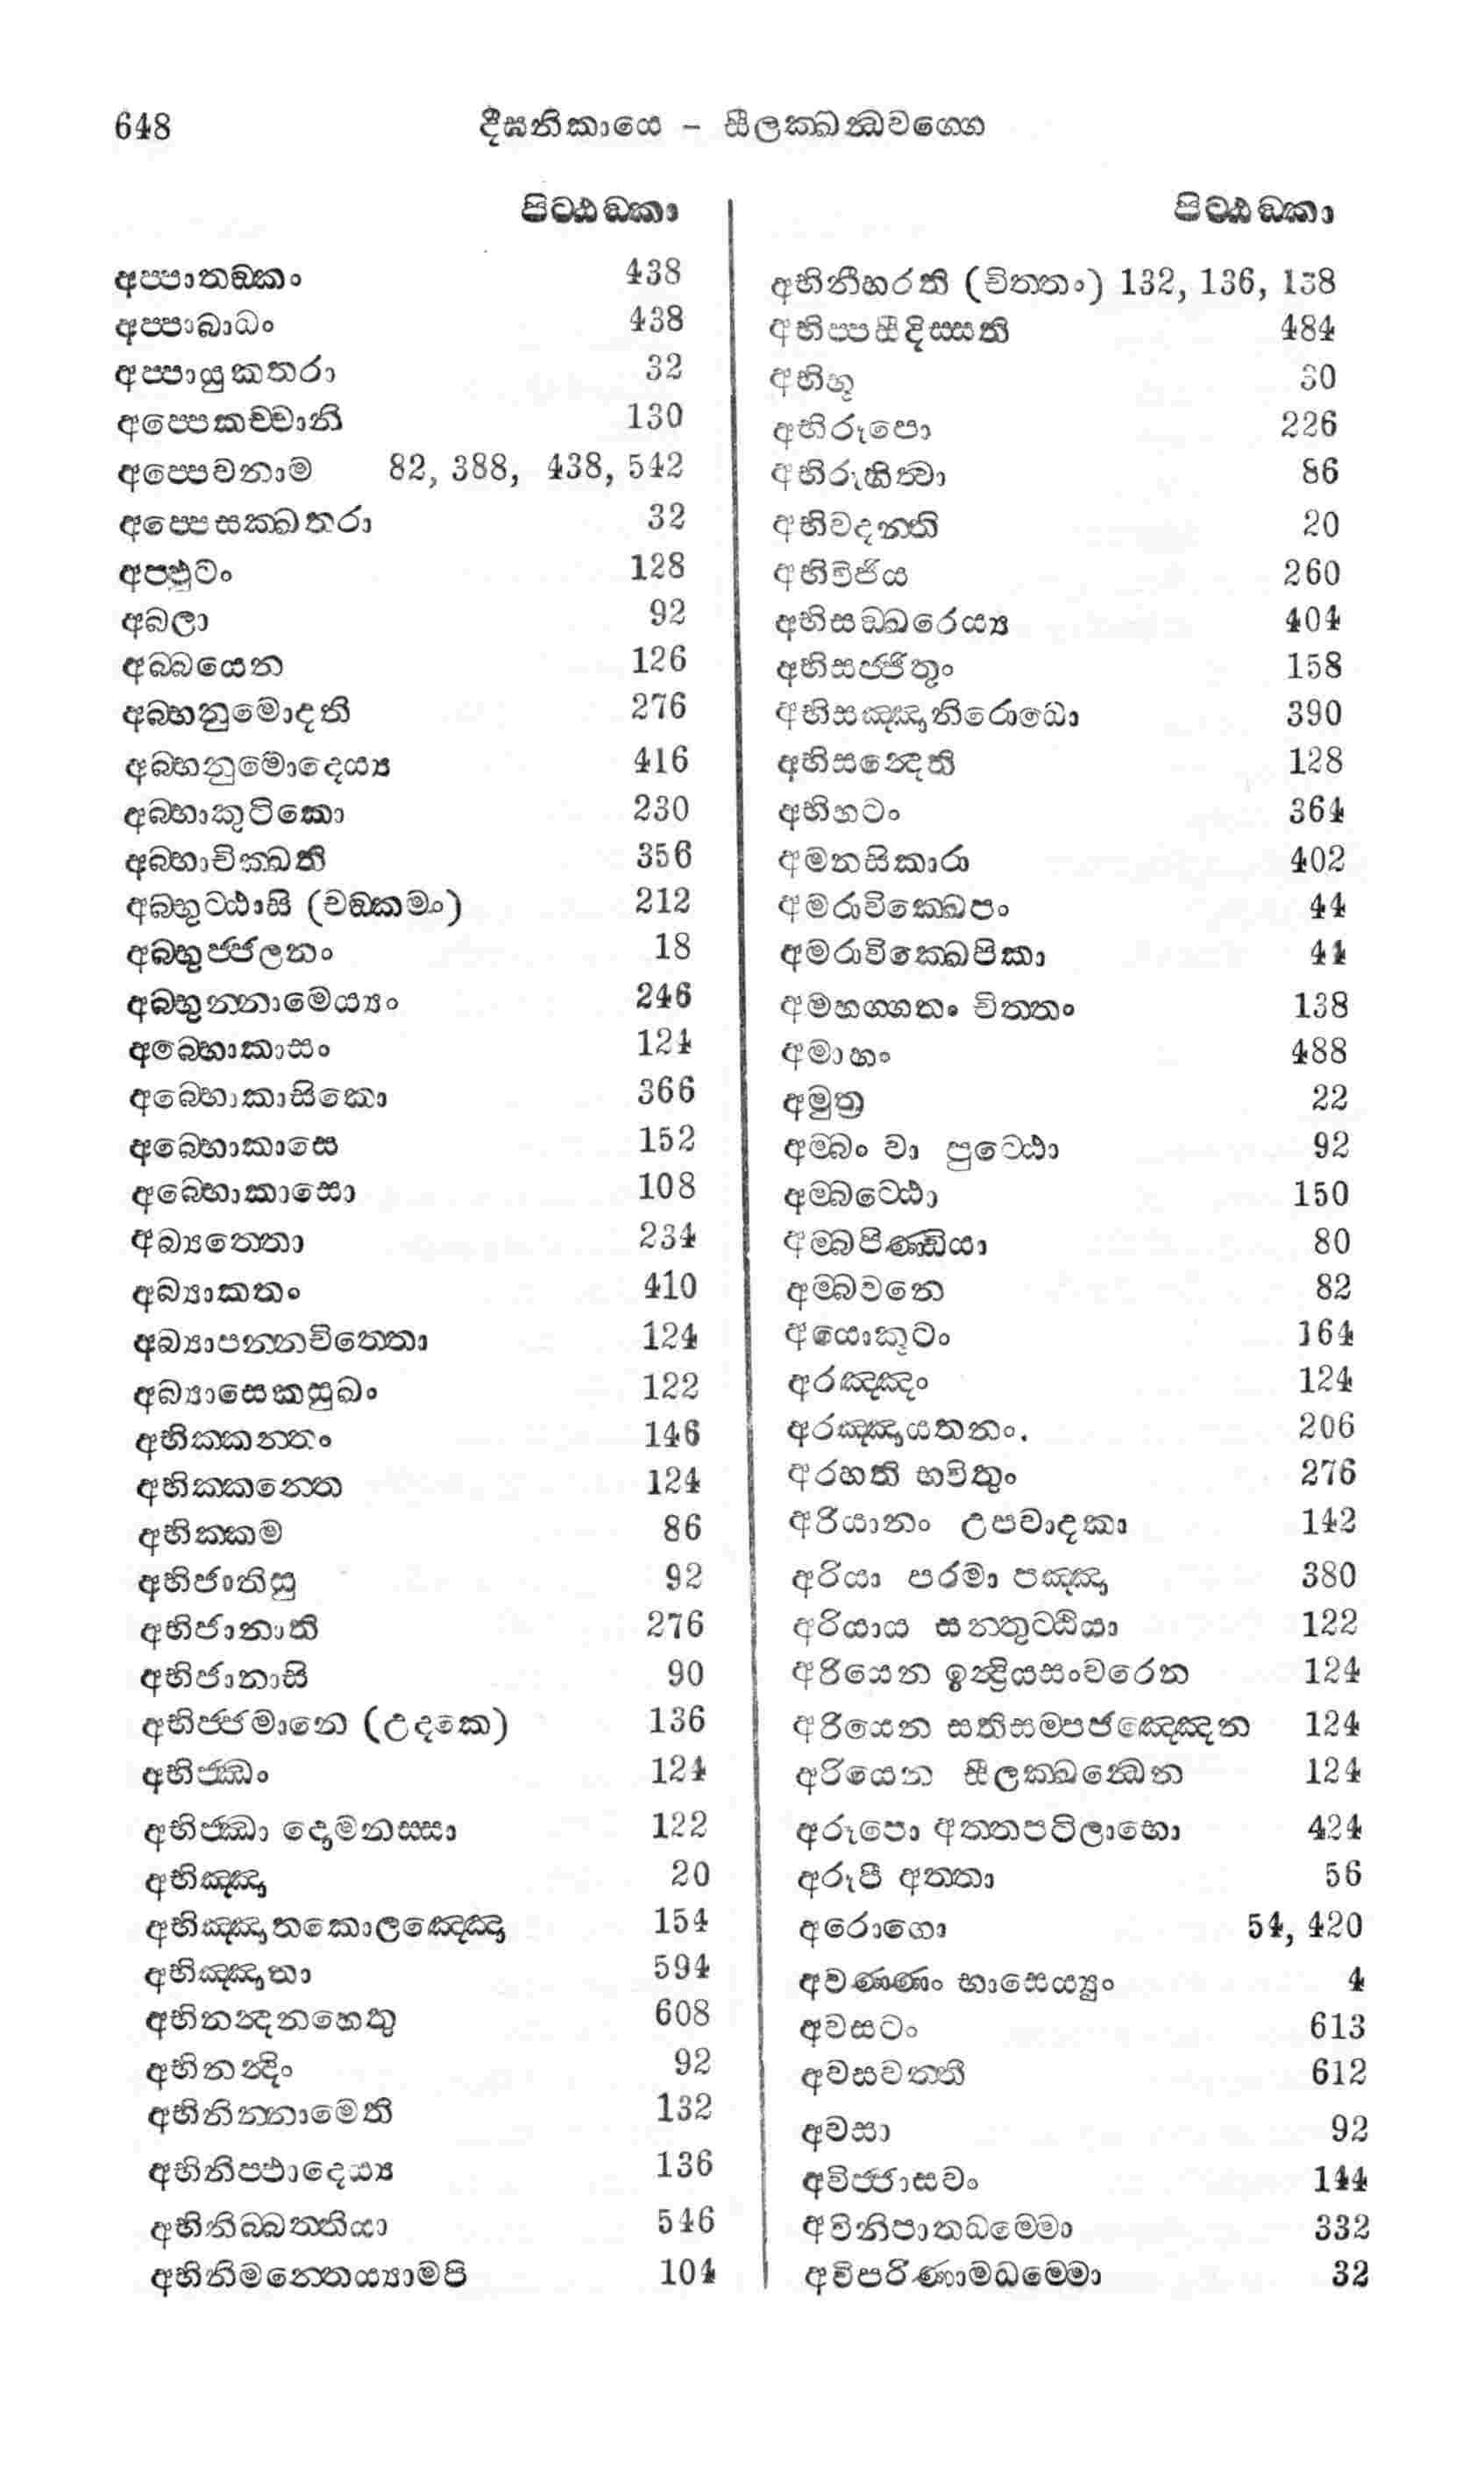 648 දීඝනිකායෙ - සීලක්ඛන්ධවග්ගෙ
පිට්ඨඞ්කා
අප්පාතඞ්කං 438
අප්පාබාධං 438
අප්පායුකතරා 32
අප්පෙකච්චානි 130
අප්පෙවනාම 82, 388, 438, 542
අප්පෙසක්ඛතරා 32
අප්ඵුටං 128
අබලා 92
අබ්බයෙන 126
අබ්භනුමොදති 276
අබ්භනුමොදෙය්‍ය 416
අබ්භාකුටිකො 230
අබ්භාචික්ඛති 356
අබ්භුට්ඨාසි (චඞ්කමං) 212
අබ්භුජ්ජලනං 18
අබ්භුන්නාමෙය්‍යං 246
අබ්භොකාසං 124
අබ්භොකාසිකො 366
අබ්භොකාසෙ 152
අබ්භොකාසො 108
අබ්‍යත්තො 234
අබ්‍යාකතං 410
අබ්‍යාපන්නචිත්තො 124
අබ්‍යාසෙකසුඛං 122
අභික්කන්තං 146
අභික්කන්තෙ 124
අභික්කම 86
අභිජානිසු 92
අභිජානාති 276
අභිජානාසි 90
අභිජ්ජමානෙ (උදකෙ) 136
අභිජ්ඣං 124
අභිජ්ඣා දොමනස්සා 122
අභිඤ්ඤා 20
අභිඤ්ඤාතකොලඤ්ඤො 154
අභිඤ්ඤාතා 594
අභිනන්‍දනහෙතු 608
අභිනන්‍දිං 92
අභිනින්නාමෙති 132
අභිනිප්ඵාදෙය්‍ය 136
අභිනිබ්බත්තියා 546
අභිනිමන්තෙය්‍යාමපි 104
පිට්ඨඞ්කා
අභිනීහරති (චිත්තං) 132, 136, 138
අභිප්පසීදිස්සති 484
අභිභූ 30
අභිරූපො 226
අභිරුහිත්‍වා 86
අභිවදන්ති 20
අභිවිජිය 260
අභිසඞ්ඛරෙය්‍ය 404
අභිසජ්ජිතුං 158
අභිසඤ්ඤානිරොධො 390
අභිසන්‍දෙති 128
අභිහටං 364
අමනසිකාරා 402
අමරාවික්ඛෙපං 44
අමරාවික්ඛෙපිකා 44
අමහග්ගතං චිත්තං 138
අමාහං 488
අමුත්‍ර 22
අම්බං වා පුට්ඨො 92
අම්බට්ඨො 150
අම්බපිණ්ඩියා 80
අම්බවනෙ 82
අයොකූටං 164
අරඤ්ඤං 124
අරඤ්ඤායතනං. 206
අරහති භවිතුං 276
අරියානං උපවාදකා 142
අරියා පරමා පඤ්ඤා 380
අරියාය සන්තුට්ඨියා 122
අරියෙන ඉන්‍ද්‍රියසංවරෙන 124
අරියෙන සතිසම්පජඤ්ඤෙන 124
අරියෙන සීලක්ඛන්ධෙන 124
අරූපො අත්තපටිලාභො 424
අරූපී අත්තා 56
අරොගො 54, 420
අවණ්ණං භාසෙය්‍යුං 4
අවසටං 613
අවසවත්තී 612
අවසා 92
අවිජ්ජාසවං 144
අවිනිපාතධම්මො 332
අවිපරිණාමධම්මො 32